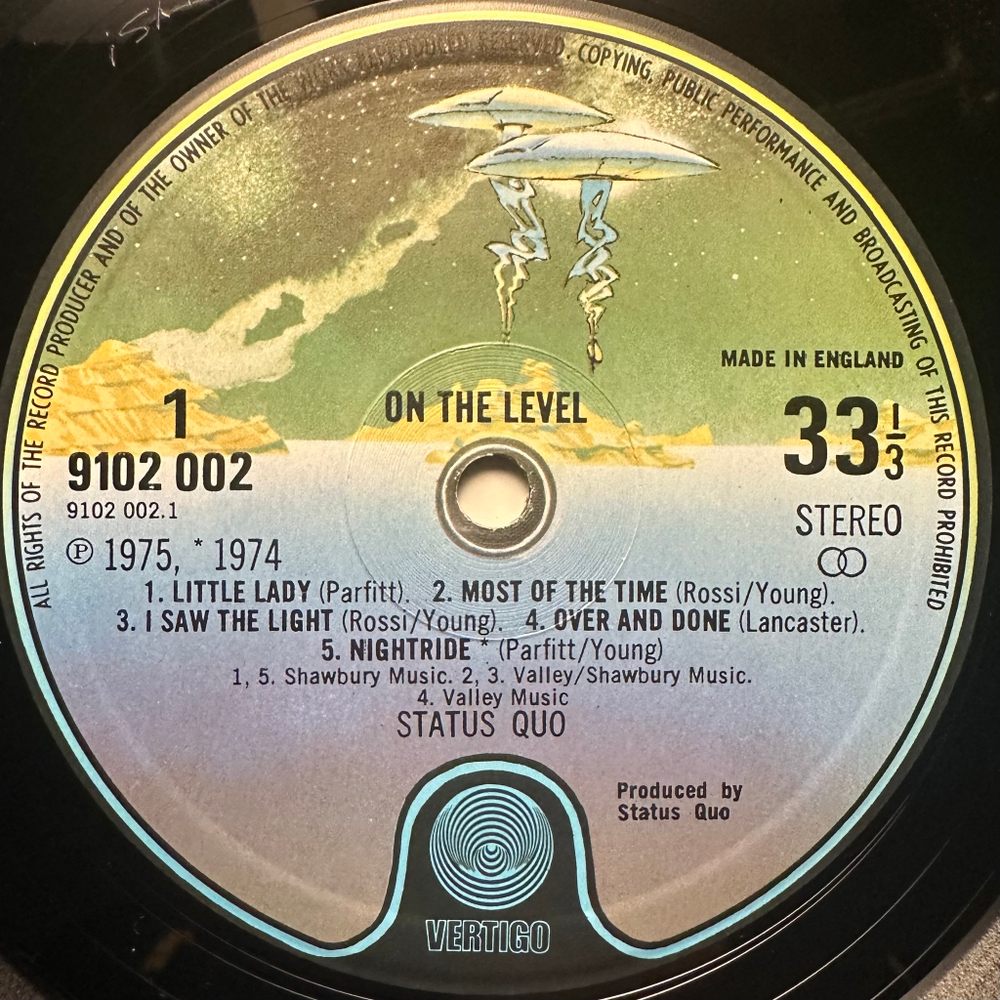 ALL RIGHTS OF THE RECORD PRODUCER AND OF THE OWNER OF THE WORK REPRODUCED RESERVED. COPYING, PUBLIC PERFORMANCE AND BROADCASTING OF THIS RECORD PROHIBITED
MADE IN ENGLAND
1
ON THE LEVEL
33 1/3
9102 002
9102 002.1
STEREO
Ⓟ 1975, * 1974
1. LITTLE LADY (Parfitt). 2. MOST OF THE TIME (Rossi/Young).
3. I SAW THE LIGHT (Rossi/Young). 4. OVER AND DONE (Lancaster).
5. NIGHTRIDE * (Parfitt/Young)
1, 5. Shawbury Music. 2, 3. Valley/Shawbury Music.
4. Valley Music
STATUS QUO
Produced by
Status Quo
VERTIGO